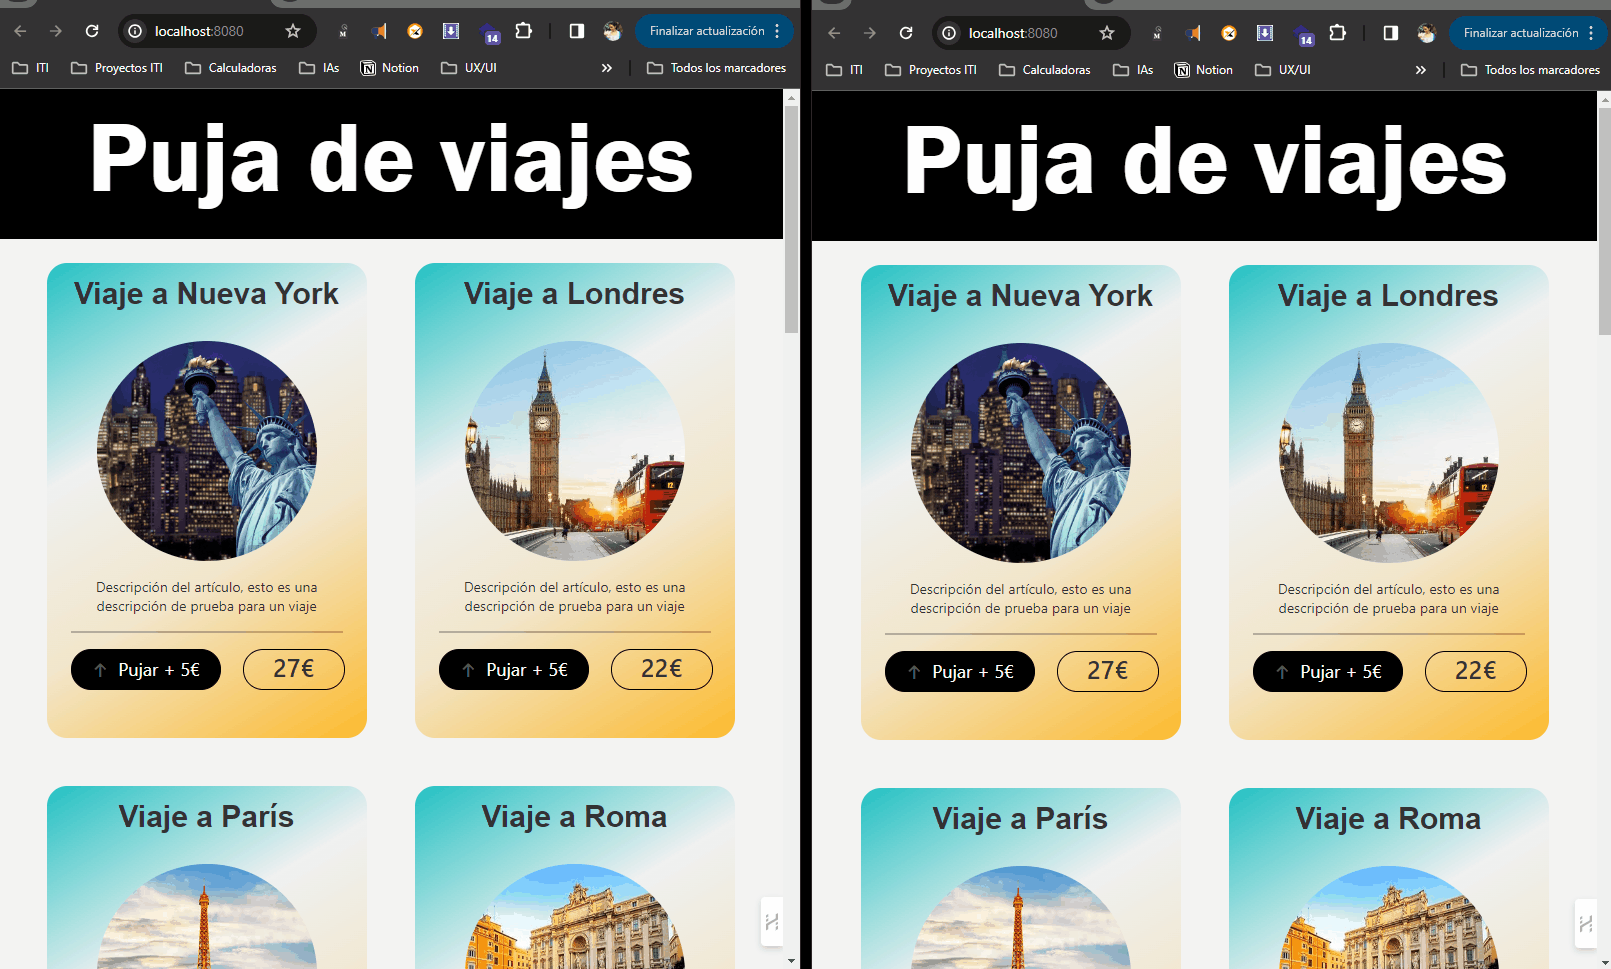 localhost:8080
Finalizar actualización
14
ITI
Proyectos ITI
Calculadoras
IAs
Notion
UX/UI
Todos los marcadores
Puja de viajes
Viaje a Nueva York
Viaje a Londres
Descripción del artículo, esto es una
descripción de prueba para un viaje
Descripción del artículo, esto es una
descripción de prueba para un viaje
Pujar + 5€
27€
Pujar + 5€
22€
Viaje a París
Viaje a Roma
localhost:8080
Finalizar actualización
14
ITI
Proyectos ITI
Calculadoras
IAs
Notion
UX/UI
Todos los marcadores
Puja de viajes
Viaje a Nueva York
Viaje a Londres
Descripción del artículo, esto es una
descripción de prueba para un viaje
Descripción del artículo, esto es una
descripción de prueba para un viaje
Pujar + 5€
27€
Pujar + 5€
22€
Viaje a París
Viaje a Roma